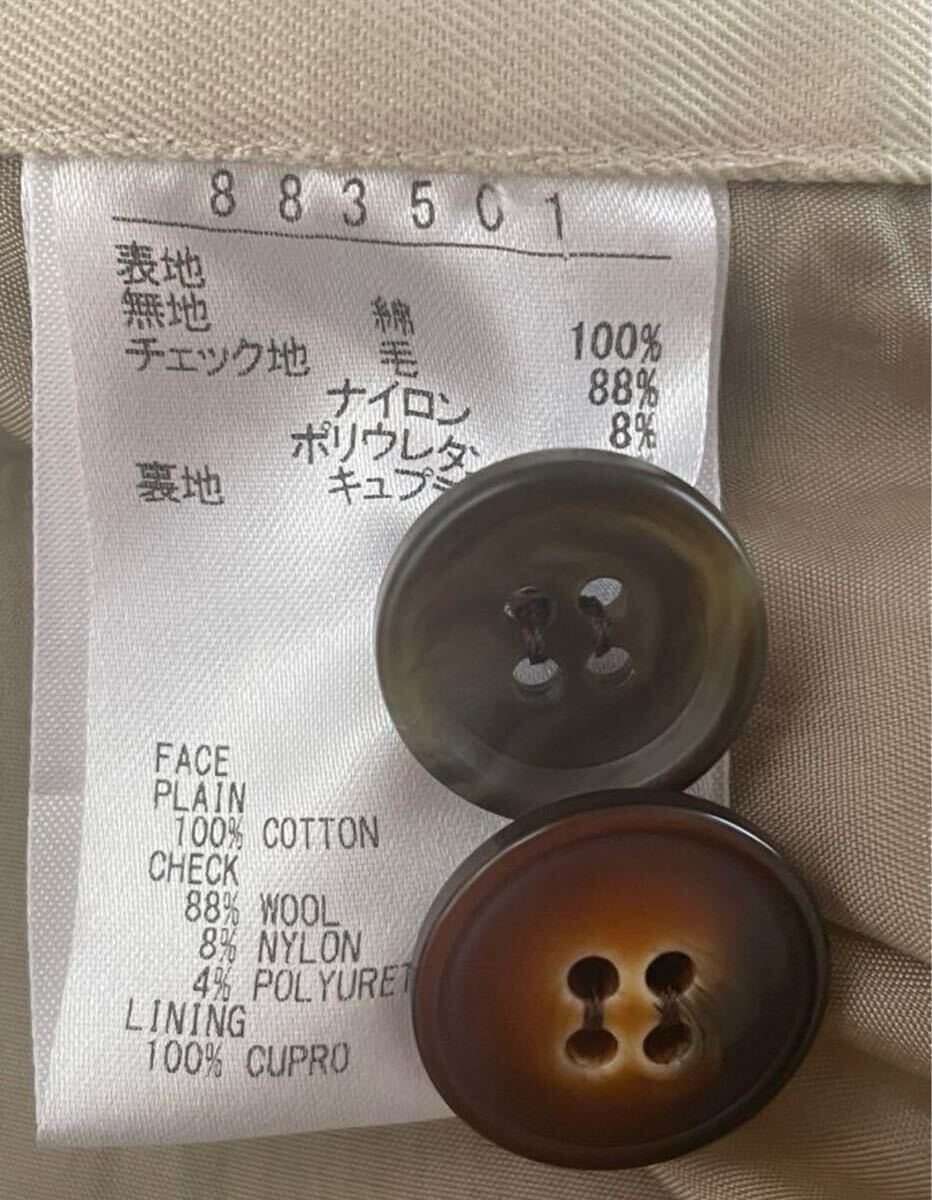 883501
表地
無地 綿 100%
チェック地 毛 88%
ナイロン 8%
ポリウレタ
裏地 キュプ
FACE
PLAIN
100% COTTON
CHECK
88% WOOL
8% NYLON
4% POLYURET
LINING
100% CUPRO